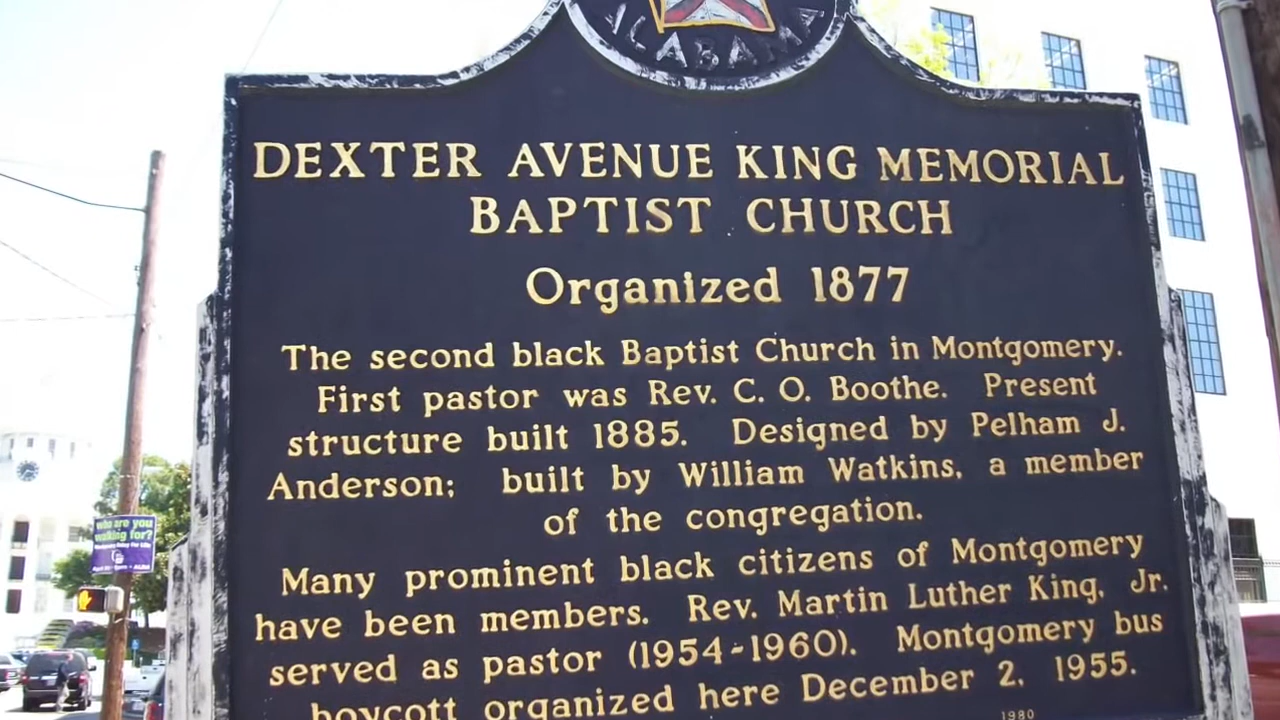 ALABAMA
DEXTER AVENUE KING MEMORIAL
BAPTIST CHURCH
Organized 1877
The second black Baptist Church in Montgomery.
First pastor was Rev. C. O. Boothe. Present
structure built 1885. Designed by Pelham J.
Anderson; built by William Watkins, a member
of the congregation.
Many prominent black citizens of Montgomery
have been members. Rev. Martin Luther King, Jr.
served as pastor (1954-1960). Montgomery bus
boycott organized here December 2, 1955.
1980
who are you
walking for?